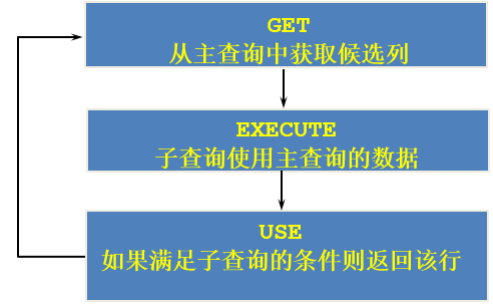 GET
从主查询中获取候选列
EXECUTE
子查询使用主查询的数据
USE
如果满足子查询的条件则返回该行